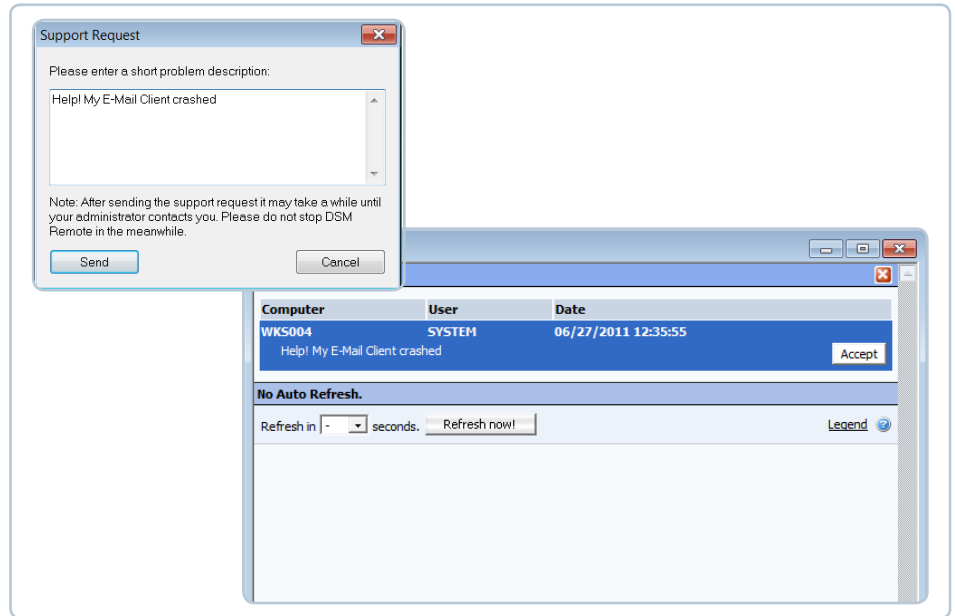 Support Request
Please enter a short problem description:
Help! My E-Mail Client crashed
Note: After sending the support request it may take a while until
your administrator contacts you. Please do not stop DSM
Remote in the meanwhile.
Send Cancel
Computer User Date
WKS004 SYSTEM 06/27/2011 12:35:55
Help! My E-Mail Client crashed
Accept
No Auto Refresh.
Refresh in - seconds. Refresh now! Legend